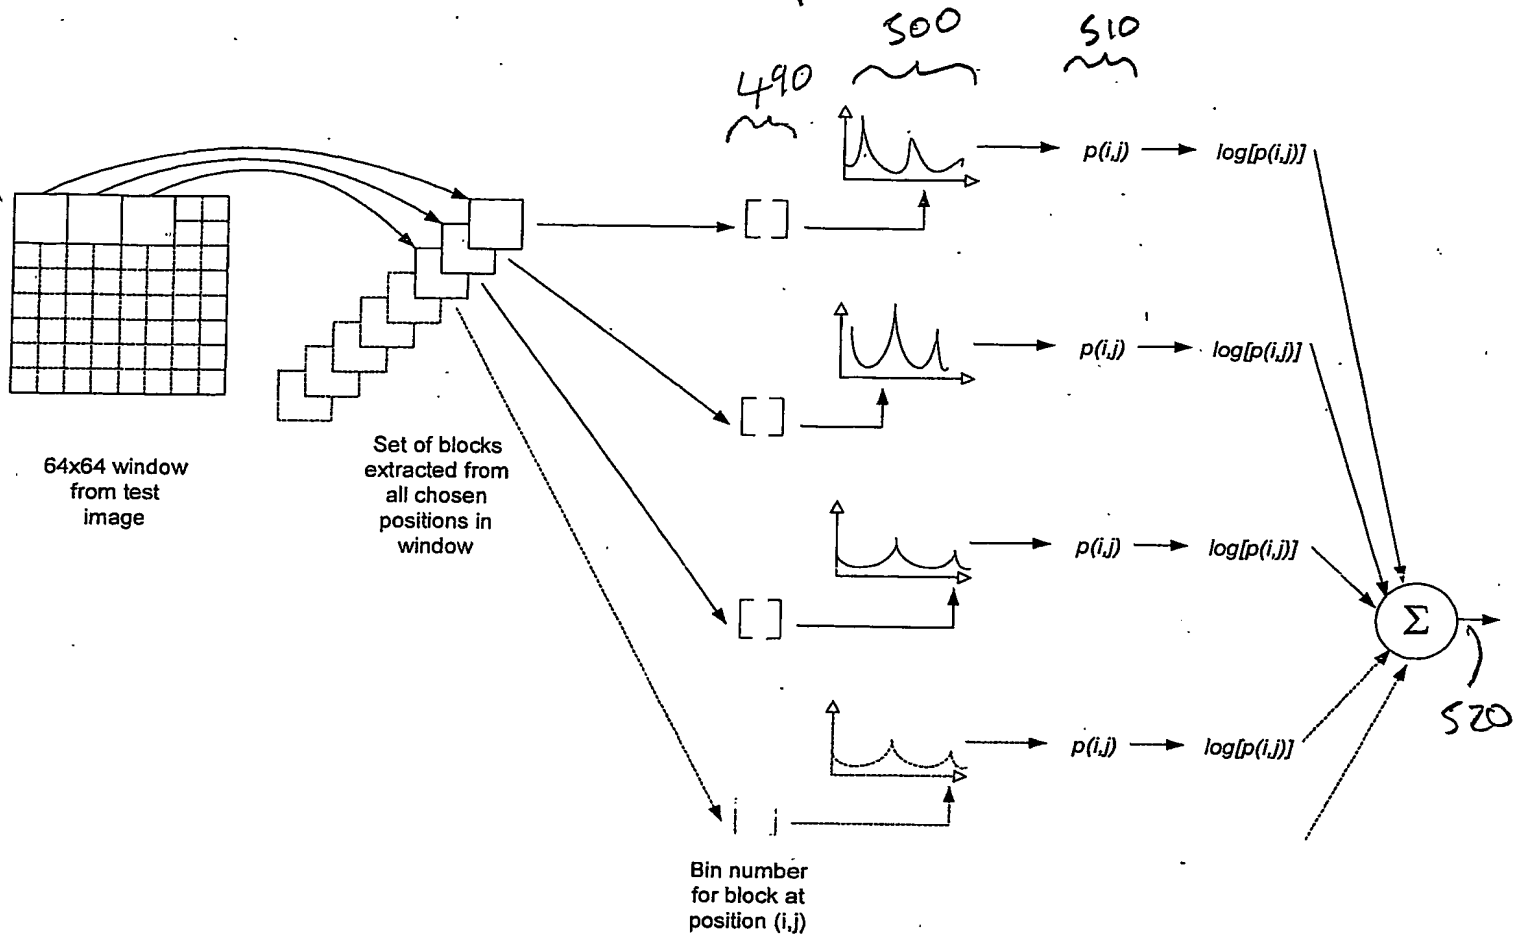 500
510
490
p(i,j)
log[p(i,j)]
p(i,j)
log[p(i,j)]
64x64 window
from test
image
Set of blocks
extracted from
all chosen
positions in
window
p(i,j)
log[p(i,j)]
Σ
520
p(i,j)
log[p(i,j)]
Bin number
for block at
position (i,j)